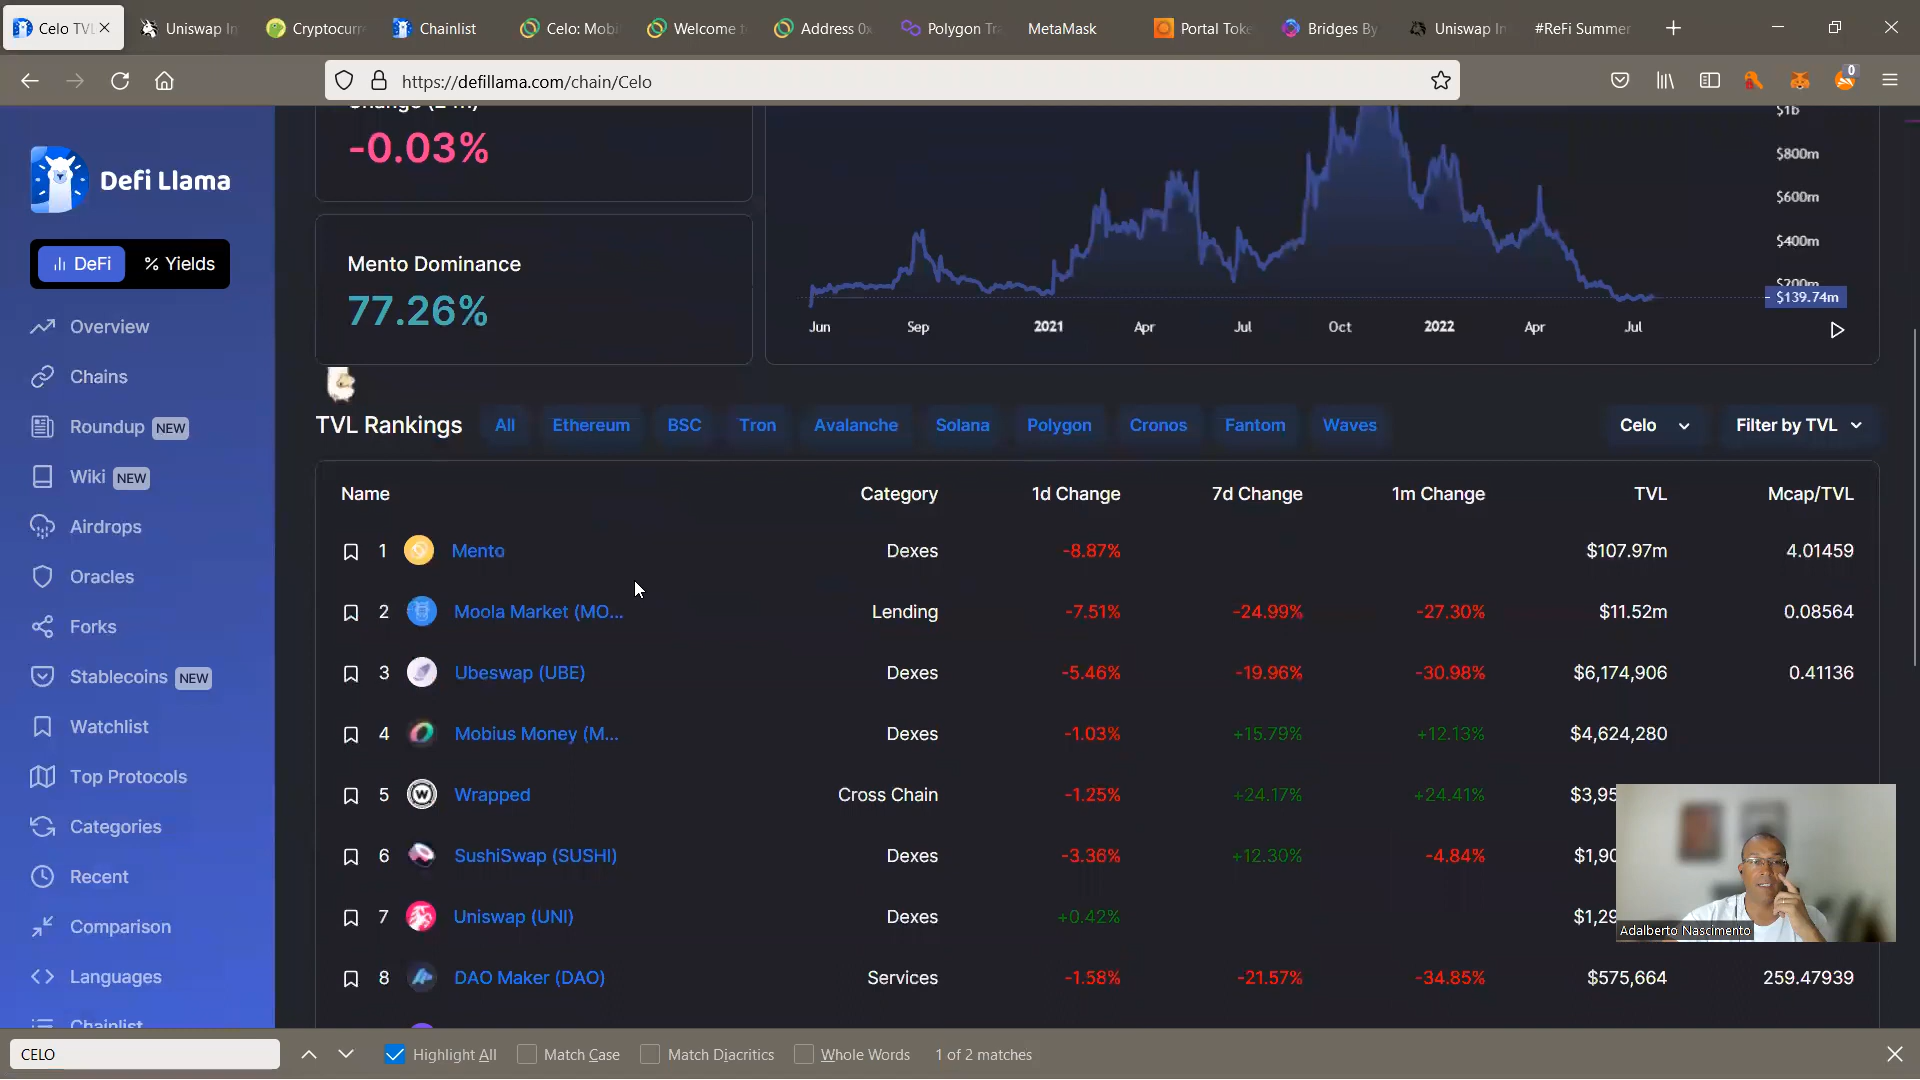 Celo TVL
Uniswap In
Cryptocurr
Chainlist
Celo: Mobi
Welcome t
Address 0x
Polygon Tra
MetaMask
Portal Toke
Bridges By
Uniswap In
#ReFi Summer
https://defillama.com/chain/Celo
0
Defi Llama
DeFi
% Yields
Overview
Chains
Roundup NEW
Wiki NEW
Airdrops
Oracles
Forks
Stablecoins NEW
Watchlist
Top Protocols
Categories
Recent
Comparison
Languages
Chainlist
-0.03%
Mento Dominance
77.26%
$1b
$800m
$600m
$400m
$200m
$139.74m
Jun Sep 2021 Apr Jul Oct 2022 Apr Jul
TVL Rankings All Ethereum BSC Tron Avalanche Solana Polygon Cronos Fantom Waves Celo Filter by TVL
Name Category 1d Change 7d Change 1m Change TVL Mcap/TVL
1 Mento Dexes -8.87% $107.97m 4.01459
2 Moola Market (MO... Lending -7.51% -24.99% -27.30% $11.52m 0.08564
3 Ubeswap (UBE) Dexes -5.46% -19.96% -30.98% $6,174,906 0.41136
4 Mobius Money (M... Dexes -1.03% +15.79% +12.13% $4,624,280
5 Wrapped Cross Chain -1.25% +24.17% +24.41% $3,95
6 SushiSwap (SUSHI) Dexes -3.36% +12.30% -4.84% $1,90
7 Uniswap (UNI) Dexes +0.42% $1,29
8 DAO Maker (DAO) Services -1.58% -21.57% -34.85% $575,664 259.47939
Adalberto Nascimento
CELO
Highlight All
Match Case
Match Diacritics
Whole Words
1 of 2 matches